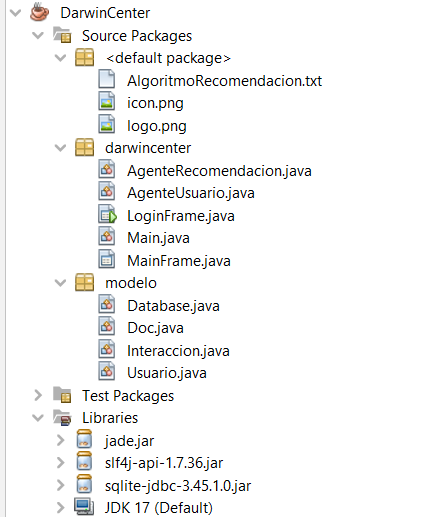 DarwinCenter
Source Packages
<default package>
AlgoritmoRecomendacion.txt
icon.png
logo.png
darwincenter
AgenteRecomendacion.java
AgenteUsuario.java
LoginFrame.java
Main.java
MainFrame.java
modelo
Database.java
Doc.java
Interaccion.java
Usuario.java
Test Packages
Libraries
jade.jar
slf4j-api-1.7.36.jar
sqlite-jdbc-3.45.1.0.jar
JDK 17 (Default)